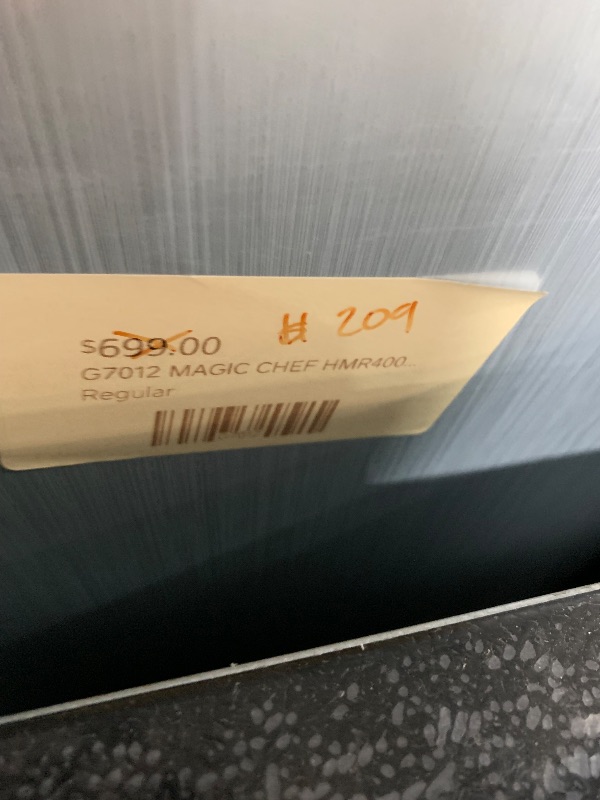 $699.00 # 209
G7012 MAGIC CHEF HMR400...
Regular